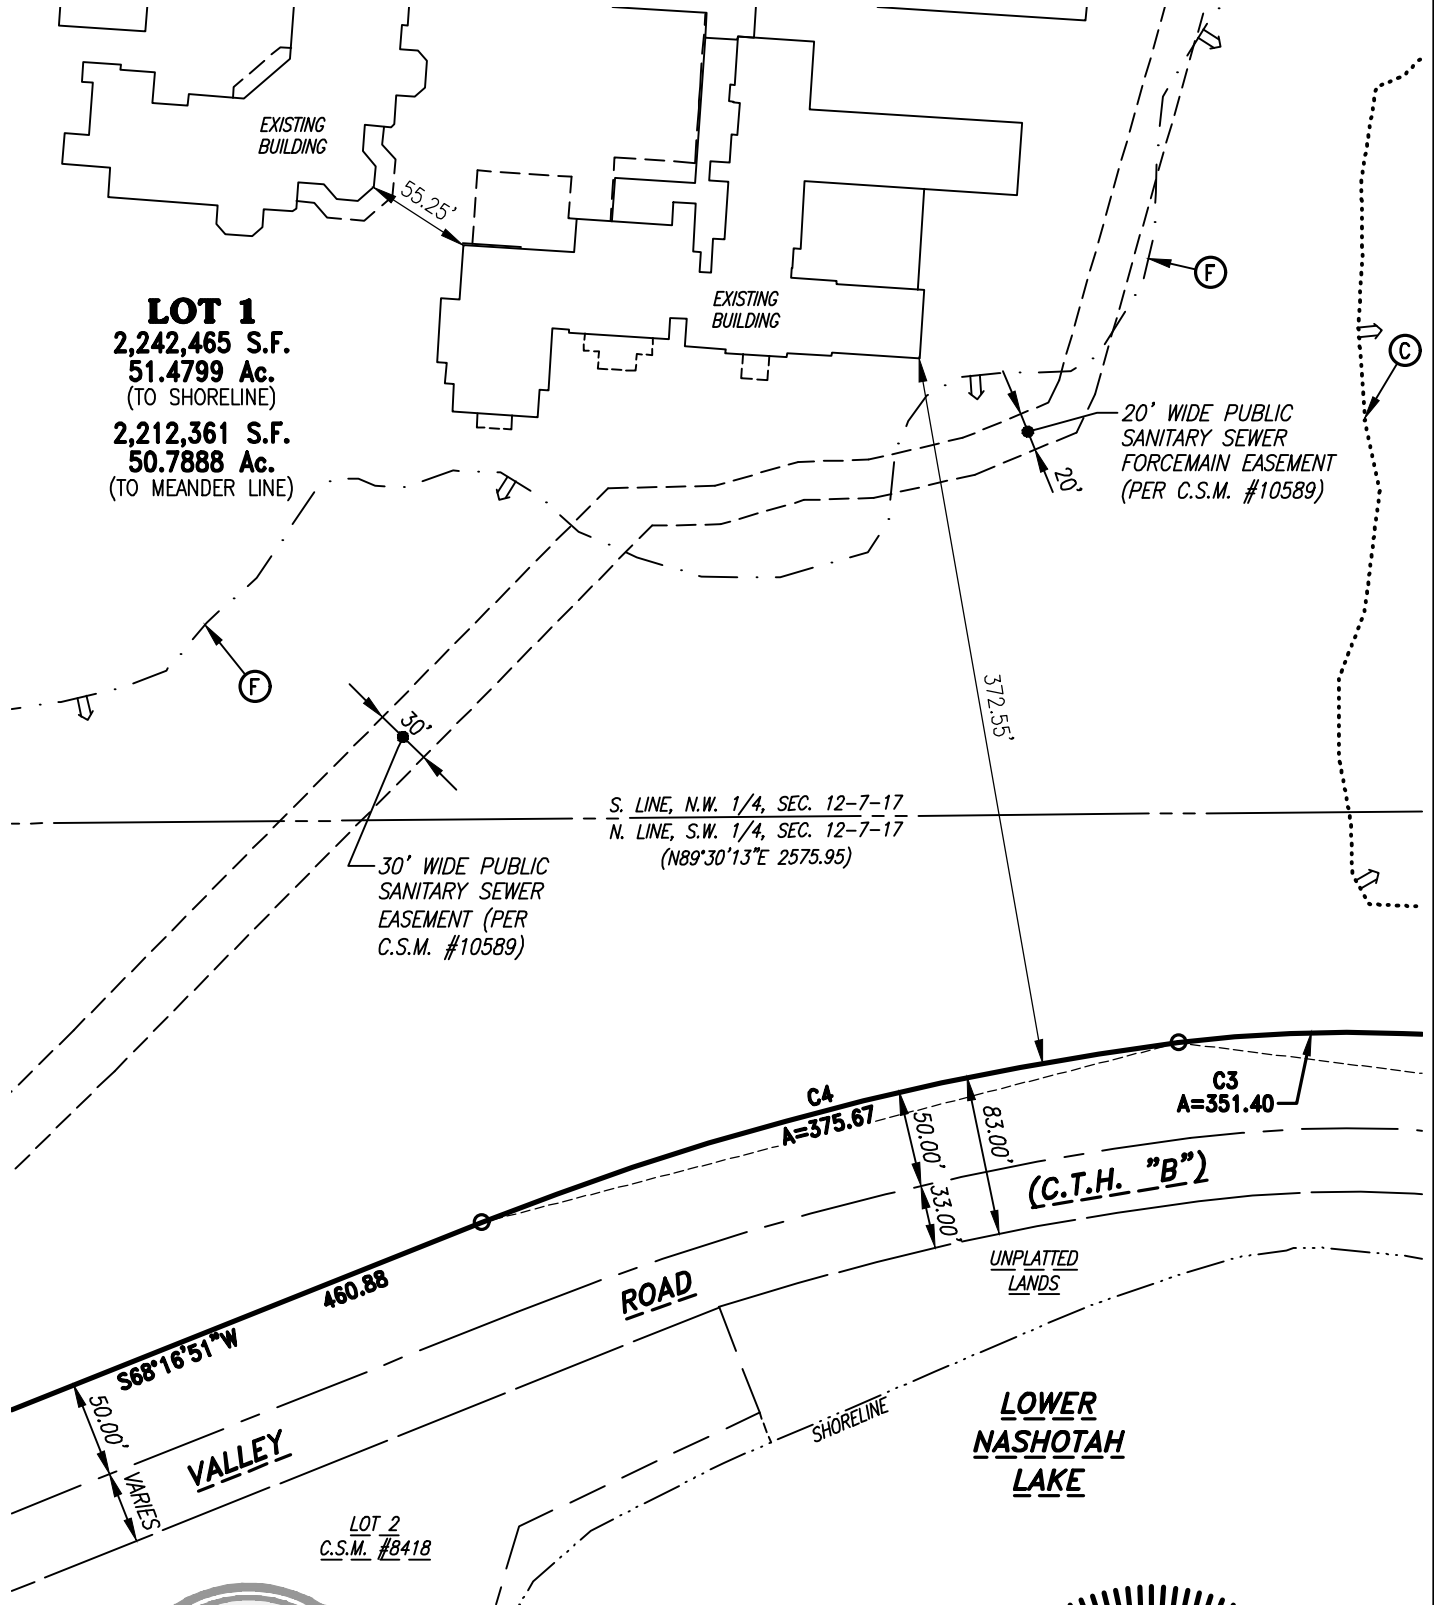 EXISTING
BUILDING
55.25'
LOT 1
2,242,465 S.F.
51.4799 Ac.
(TO SHORELINE)
2,212,361 S.F.
50.7888 Ac.
(TO MEANDER LINE)
EXISTING
BUILDING
F
C
20' WIDE PUBLIC
SANITARY SEWER
FORCEMAIN EASEMENT
(PER C.S.M. #10589)
20'
F
30'
372.55'
S. LINE, N.W. 1/4, SEC. 12-7-17
N. LINE, S.W. 1/4, SEC. 12-7-17
(N89°30'13"E 2575.95)
30' WIDE PUBLIC
SANITARY SEWER
EASEMENT (PER
C.S.M. #10589)
C4
A=375.67
C3
A=351.40
50.00'
83.00'
33.00'
(C.T.H. "B")
UNPLATTED
LANDS
460.88
S68°16'51"W
ROAD
50.00'
VARIES
VALLEY
SHORELINE
LOWER
NASHOTAH
LAKE
LOT 2
C.S.M. #8418